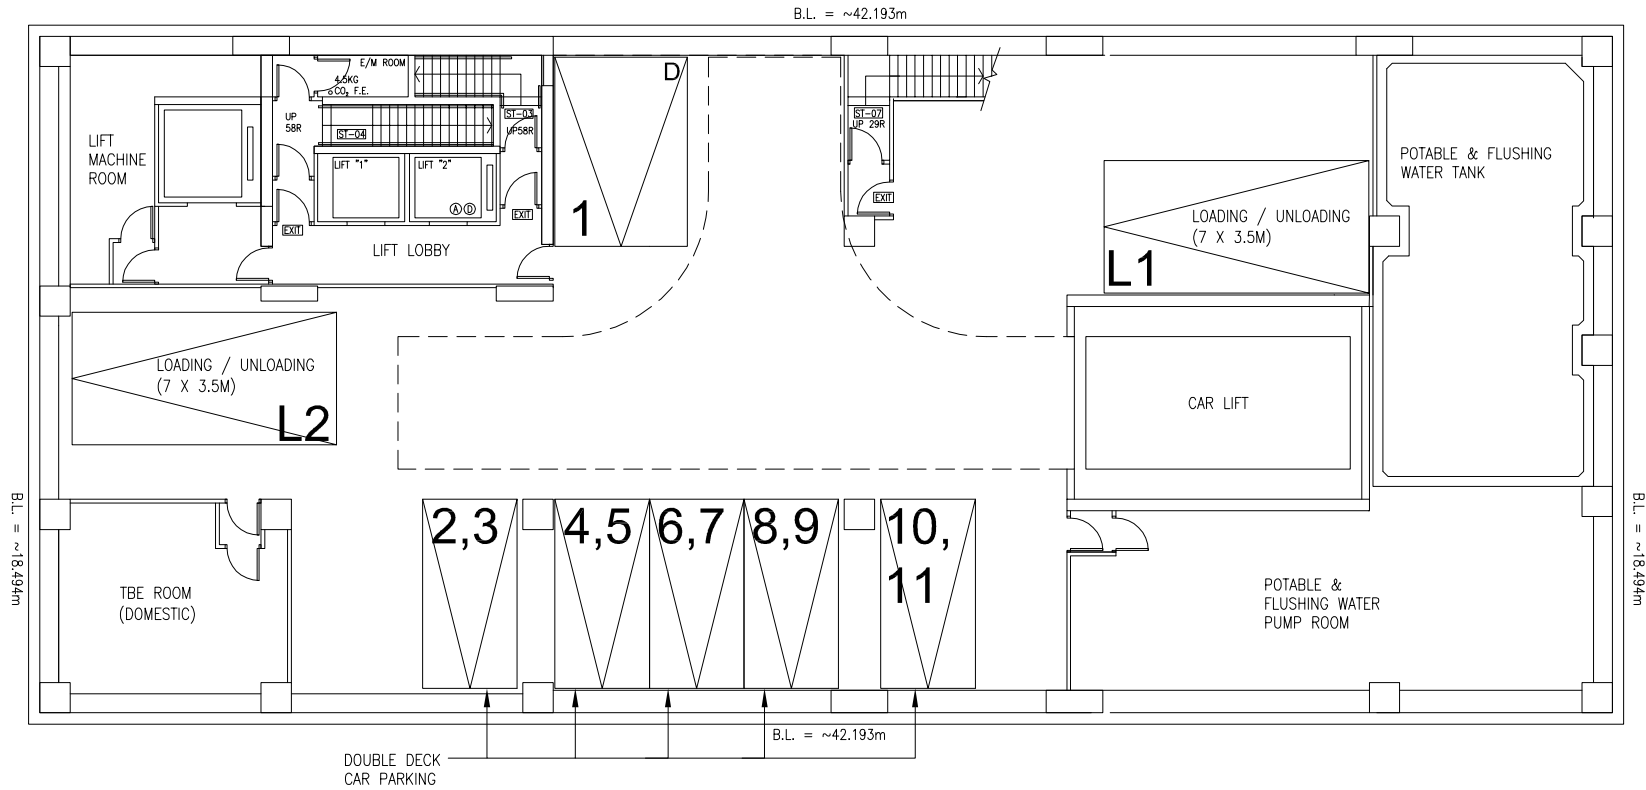 B.L. = ~42.193m
E/M ROOM
4.5KG
CO₂ F.E.
D
LIFT
MACHINE
ROOM
UP
58R
ST-04
ST-03
UP58R
ST-07
UP 29R
LIFT "1"
LIFT "2"
A D
EXIT
EXIT
EXIT
LIFT LOBBY
1
POTABLE & FLUSHING
WATER TANK
LOADING / UNLOADING
(7 X 3.5M)
L1
LOADING / UNLOADING
(7 X 3.5M)
L2
CAR LIFT
B.L. = ~18.494m
B.L. = ~18.494m
2,3
4,5
6,7
8,9
10,
11
TBE ROOM
(DOMESTIC)
POTABLE &
FLUSHING WATER
PUMP ROOM
B.L. = ~42.193m
DOUBLE DECK
CAR PARKING